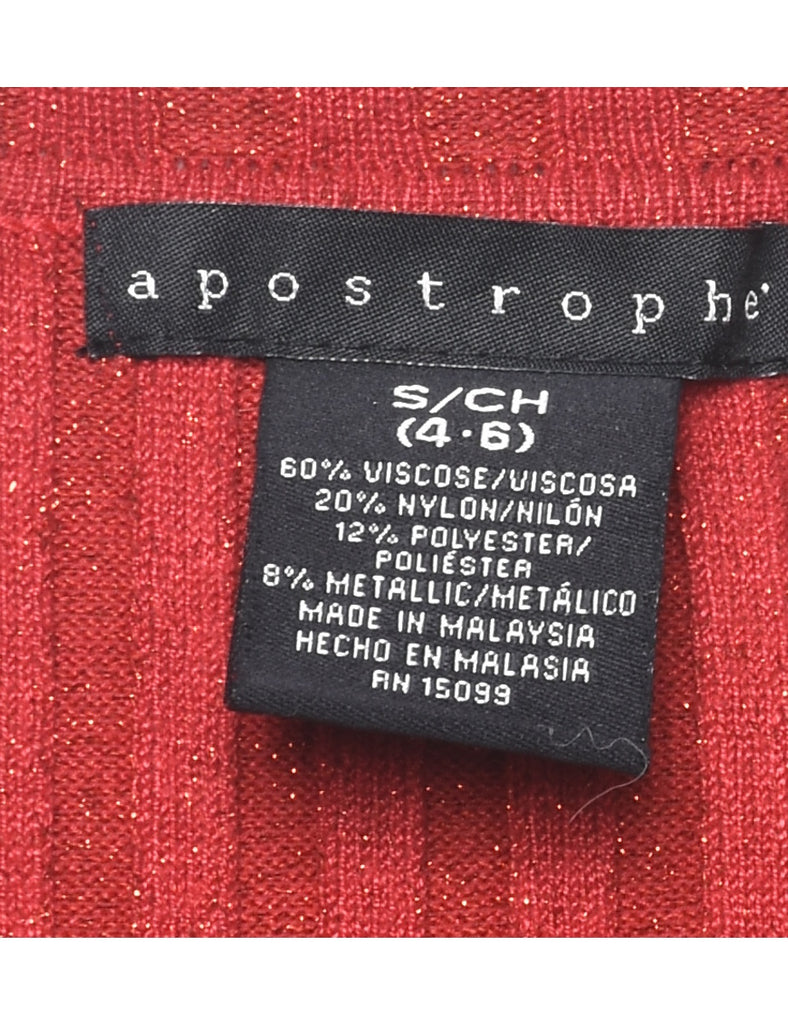 apostrophe'
S/CH
(4·6)
60% VISCOSE/VISCOSA
20% NYLON/NILÓN
12% POLYESTER/
POLIÉSTER
8% METALLIC/METÁLICO
MADE IN MALAYSIA
HECHO EN MALASIA
RN 15099